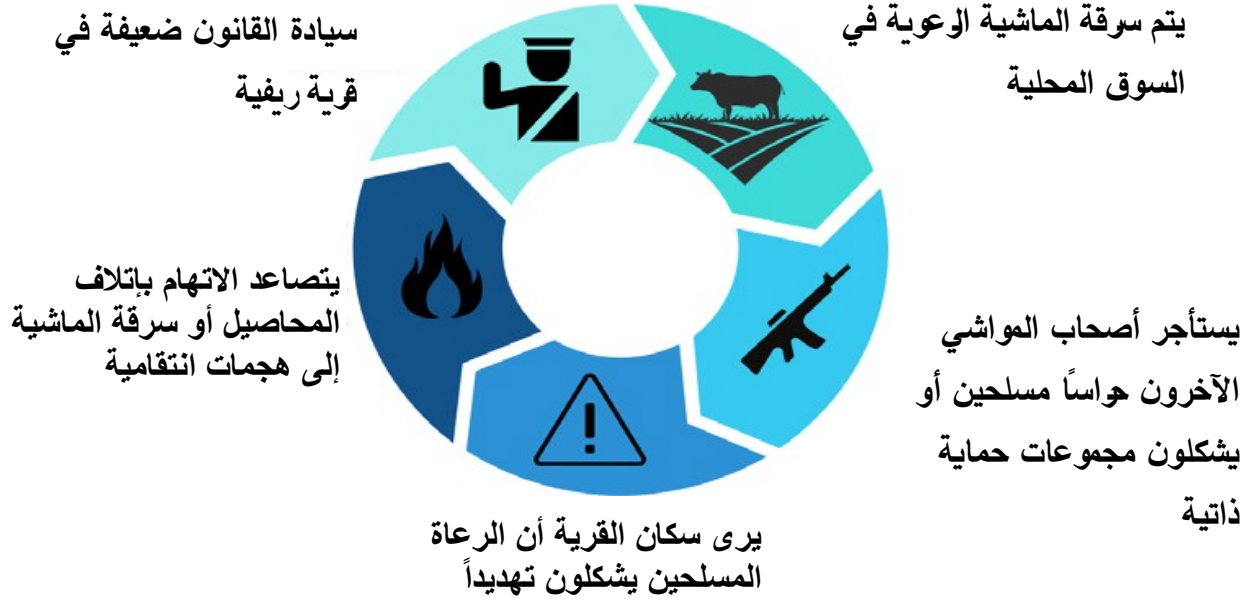 سيادة القانون ضعيفة في
قرية ريفية
يتم سرقة الماشية الرعوية في
السوق المحلية
يستأجر أصحاب المواشي
الآخرون حراسًا مسلحين أو
يشكلون مجموعات حماية
ذاتية
يرى سكان القرية أن الرعاة
المسلحين يشكلون تهديداً
يتصاعد الاتهام بإتلاف
المحاصيل أو سرقة الماشية
إلى هجمات انتقامية